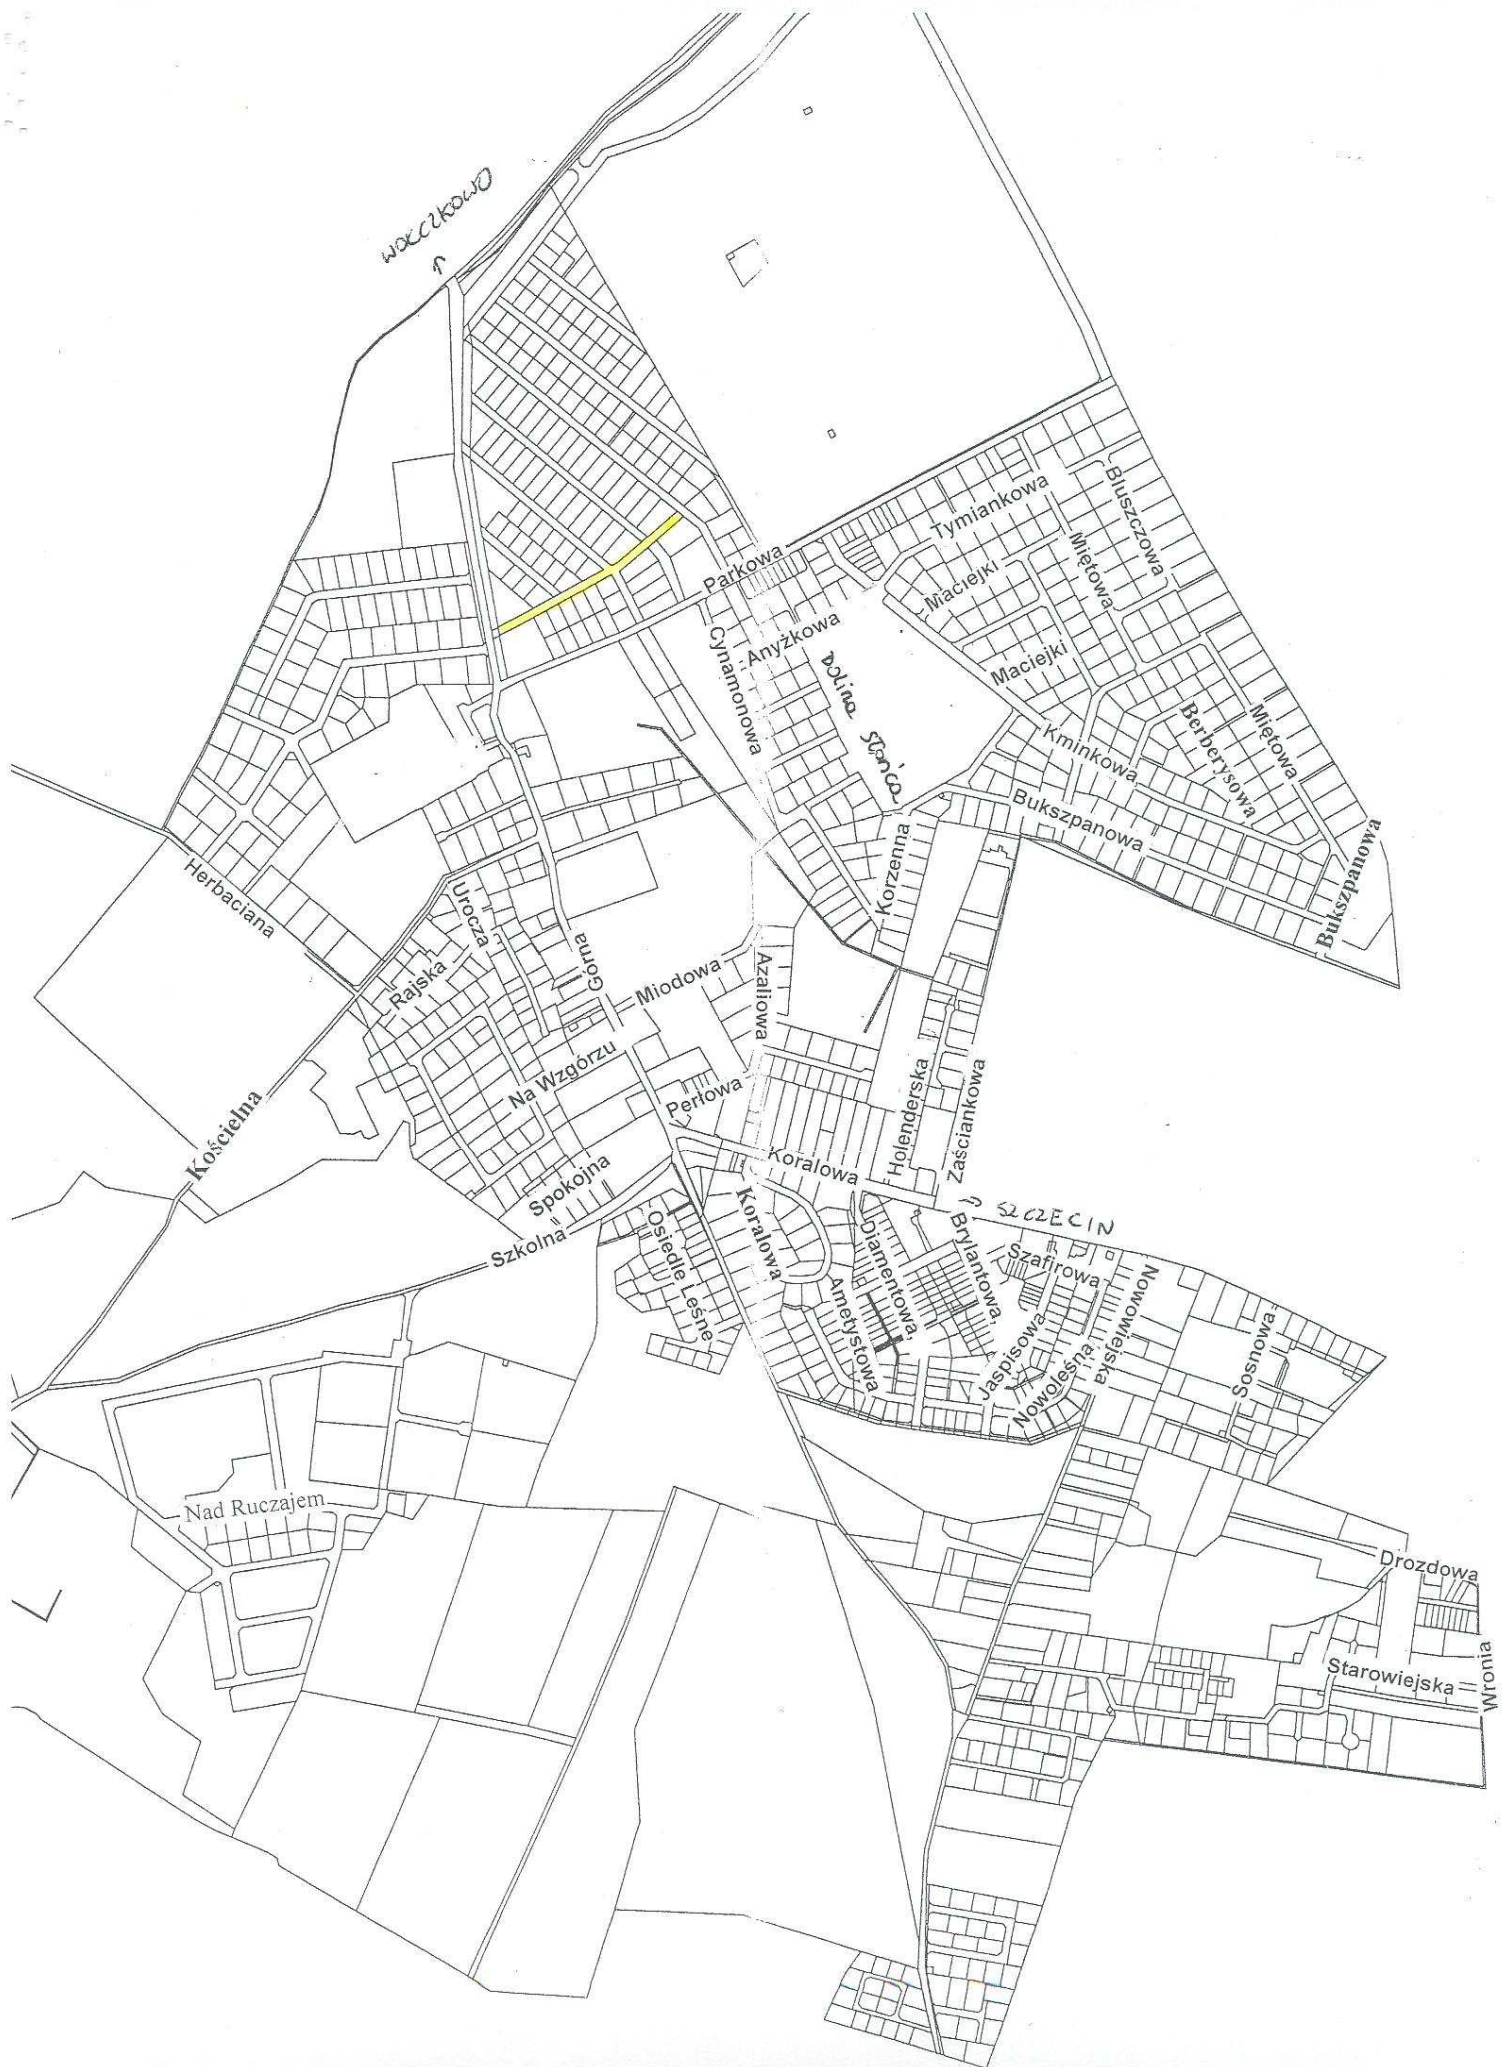 WOŁCZKOWO
Bluszczowa
Tymiankowa
Miętowa
Parkowa
Maciejki
Cynamonowa
Anyżkowa
Dolina Słońca
Maciejki
Berberysowa
Miętowa
Kminkowa
Bukszpanowa
Bukszpanowa
Korzenna
Herbaciana
Urocza
Górna
Rajska
Miodowa
Azaliowa
Na Wzgórzu
Perłowa
Holenderska
Zaściankowa
Kościelna
Koralowa
Spokojna
Szkolna
Osiedle Leśne
Koralowa
Diamentowa
Brylantowa
SZCZECIN
Szafirowa
Nowowiejska
Ametystowa
Jaspisowa
Nowoleśna
Sosnowa
Nad Ruczajem
Drozdowa
Starowiejska
Wronia